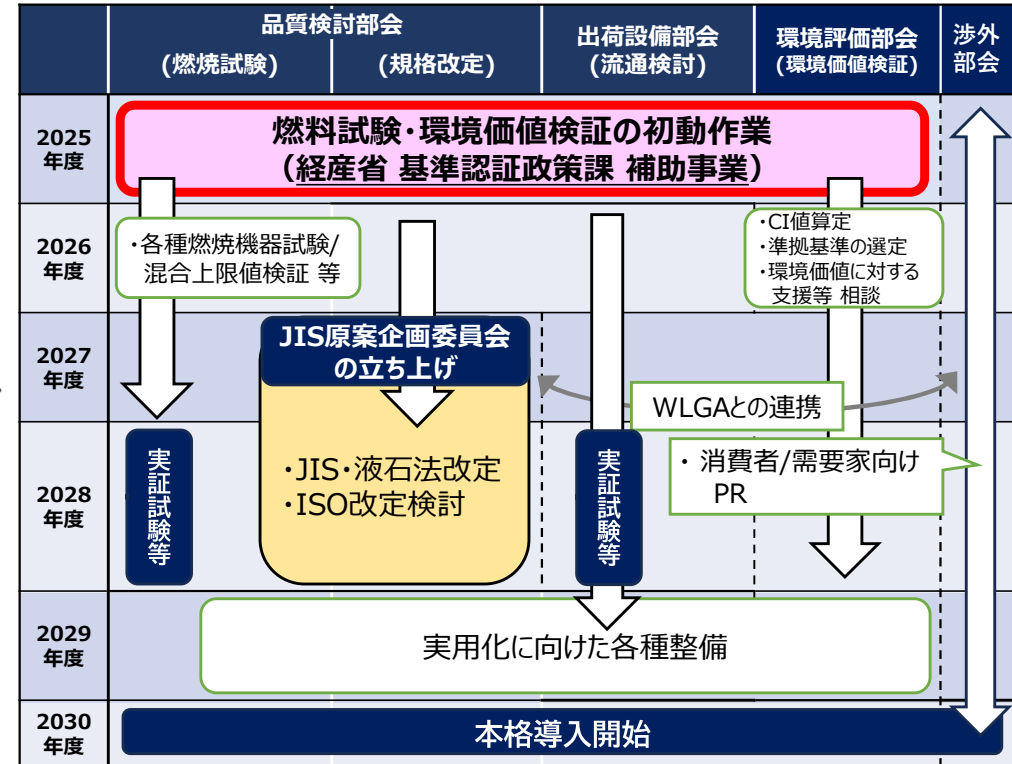 品質検討部会
(燃焼試験)
(規格改定)
出荷設備部会
(流通検討)
環境評価部会
(環境価値検証)
渉外
部会
2025
年度
燃料試験・環境価値検証の初動作業
（経産省 基準認証政策課 補助事業）
2026
年度
・各種燃焼機器試験/
混合上限値検証 等
・CI値算定
・準拠基準の選定
・環境価値に対する
支援等 相談
2027
年度
JIS原案企画委員会
の立ち上げ
WLGAとの連携
2028
年度
実証試験等
・JIS・液石法改定
・ISO改定検討
実証試験等
・ 消費者/需要家向け
PR
2029
年度
実用化に向けた各種整備
2030
年度
本格導入開始